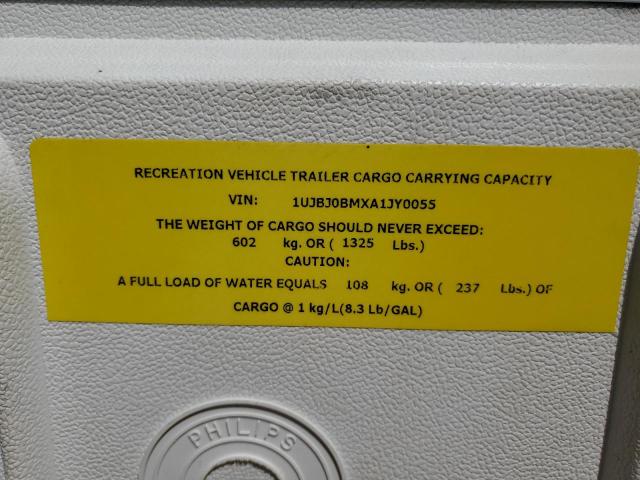 RECREATION VEHICLE TRAILER CARGO CARRYING CAPACITY
VIN: 1UJBJ0BMXA1JY0055
THE WEIGHT OF CARGO SHOULD NEVER EXCEED:
602 kg. OR ( 1325 Lbs.)
CAUTION:
A FULL LOAD OF WATER EQUALS 108 kg. OR ( 237 Lbs.) OF
CARGO @ 1 kg/L(8.3 Lb/GAL)
PHILIPS